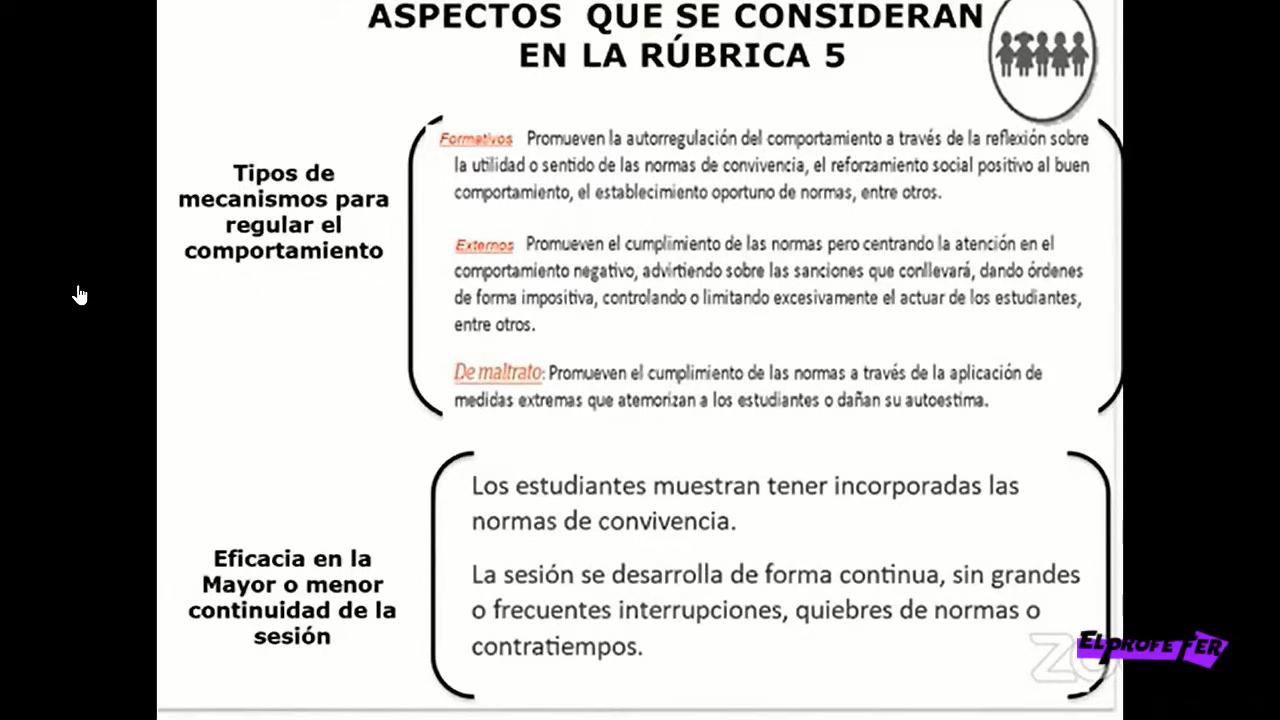 ASPECTOS QUE SE CONSIDERAN
EN LA RÚBRICA 5
Tipos de
mecanismos para
regular el
comportamiento
Formativos Promueven la autorregulación del comportamiento a través de la reflexión sobre
la utilidad o sentido de las normas de convivencia, el reforzamiento social positivo al buen
comportamiento, el establecimiento oportuno de normas, entre otros.
Externos Promueven el cumplimiento de las normas pero centrando la atención en el
comportamiento negativo, advirtiendo sobre las sanciones que conllevará, dando órdenes
de forma impositiva, controlando o limitando excesivamente el actuar de los estudiantes,
entre otros.
De maltrato: Promueven el cumplimiento de las normas a través de la aplicación de
medidas extremas que atemorizan a los estudiantes o dañan su autoestima.
Eficacia en la
Mayor o menor
continuidad de la
sesión
Los estudiantes muestran tener incorporadas las
normas de convivencia.
La sesión se desarrolla de forma continua, sin grandes
o frecuentes interrupciones, quiebres de normas o
contratiempos.
EL PROFE FER